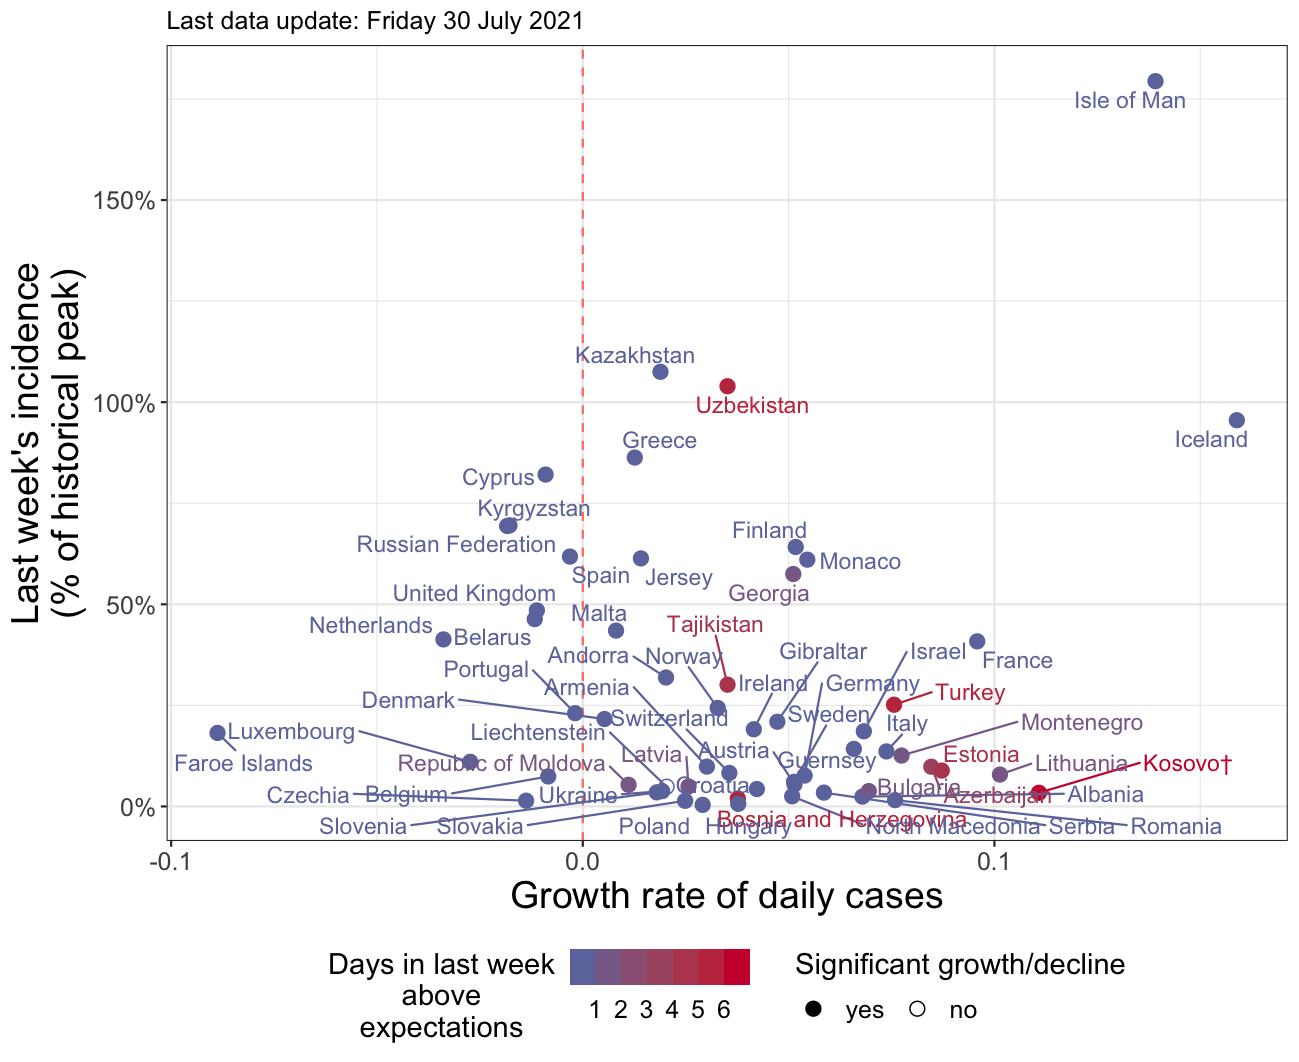 Last data update: Friday 30 July 2021
Last week's incidence
(% of historical peak)
150%
100%
50%
0%
Isle of Man
Kazakhstan
Uzbekistan
Iceland
Greece
Cyprus
Kyrgyzstan
Finland
Russian Federation
Monaco
Spain
Jersey
Georgia
United Kingdom
Malta
Netherlands
Belarus
Tajikistan
Andorra
Norway
Gibraltar
Israel
France
Portugal
Armenia
Ireland
Germany
Turkey
Denmark
Switzerland
Sweden
Italy
Montenegro
Luxembourg
Liechtenstein
Faroe Islands
Republic of Moldova
Latvia
Austria
Guernsey
Estonia
Lithuania
Kosovo†
Czechia
Belgium
Ukraine
Croatia
Bulgaria
Azerbaijan
Albania
Slovenia
Slovakia
Poland
Hungary
Bosnia and Herzegovina
North Macedonia
Serbia
Romania
-0.1
0.0
0.1
Growth rate of daily cases
Days in last week
above
expectations
1 2 3 4 5 6
Significant growth/decline
yes
no